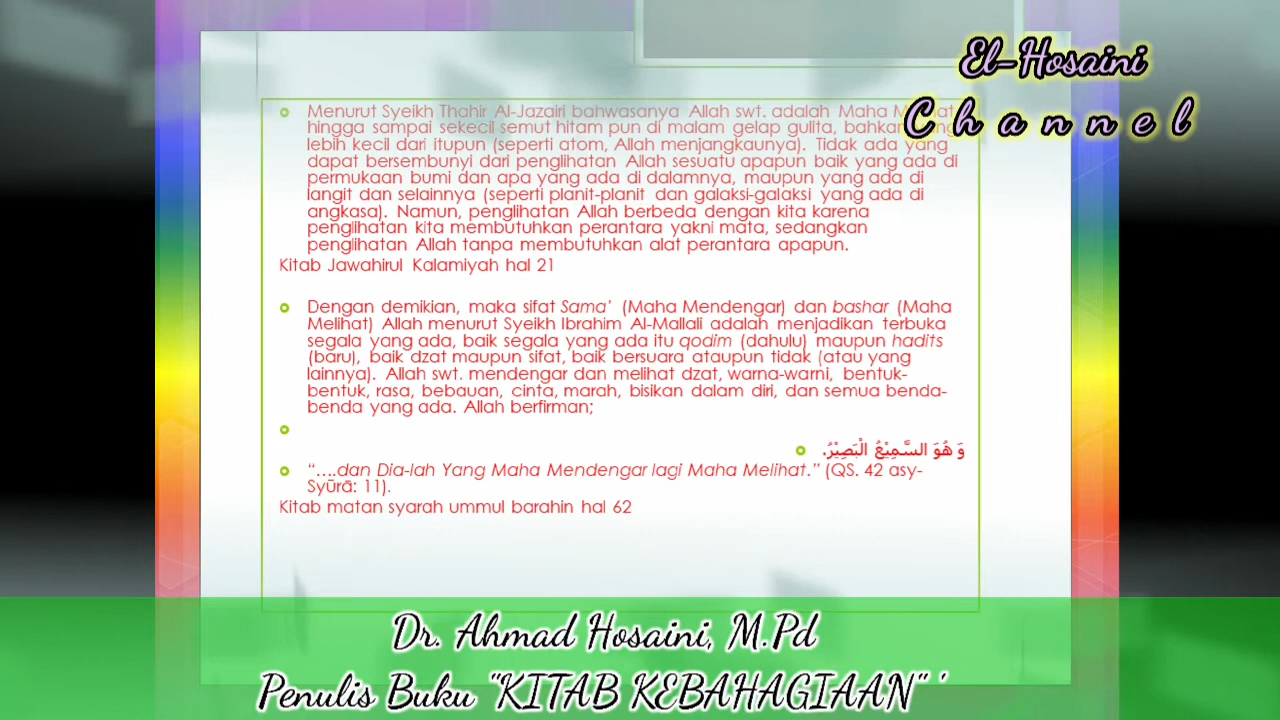 El-Hosaini
Channel
Menurut Syeikh Thahir Al-Jazairi bahwasanya Allah swt. adalah Maha
hingga sampai sekecil semut hitam pun di malam gelap gulita, bahkan
lebih kecil dari itupun (seperti atom, Allah menjangkaunya). Tidak ada yang
dapat bersembunyi dari penglihatan Allah sesuatu apapun baik yang ada di
permukaan bumi dan apa yang ada di dalamnya, maupun yang ada di
langit dan selainnya (seperti planit-planit dan galaksi-galaksi yang ada di
angkasa). Namun, penglihatan Allah berbeda dengan kita karena
penglihatan kita membutuhkan perantara yakni mata, sedangkan
penglihatan Allah tanpa membutuhkan alat perantara apapun.
Kitab Jawahirul Kalamiyah hal 21
Dengan demikian, maka sifat Sama' (Maha Mendengar) dan bashar (Maha
Melihat) Allah menurut Syeikh Ibrahim Al-Mallali adalah menjadikan terbuka
segala yang ada, baik segala yang ada itu qodim (dahulu) maupun hadits
(baru), baik dzat maupun sifat, baik bersuara ataupun tidak (atau yang
lainnya). Allah swt. mendengar dan melihat dzat, warna-warni, bentuk-
bentuk, rasa, bebauan, cinta, marah, bisikan dalam diri, dan semua benda-
benda yang ada. Allah berfirman;
وَ هُوَ السَّمِيْعُ الْبَصِيْرُ.
“….dan Dia-lah Yang Maha Mendengar lagi Maha Melihat.” (QS. 42 asy-
Syūrā: 11).
Kitab matan syarah ummul barahin hal 62
Dr. Ahmad Hosaini, M.Pd
Penulis Buku "KITAB KEBAHAGIAAN" '